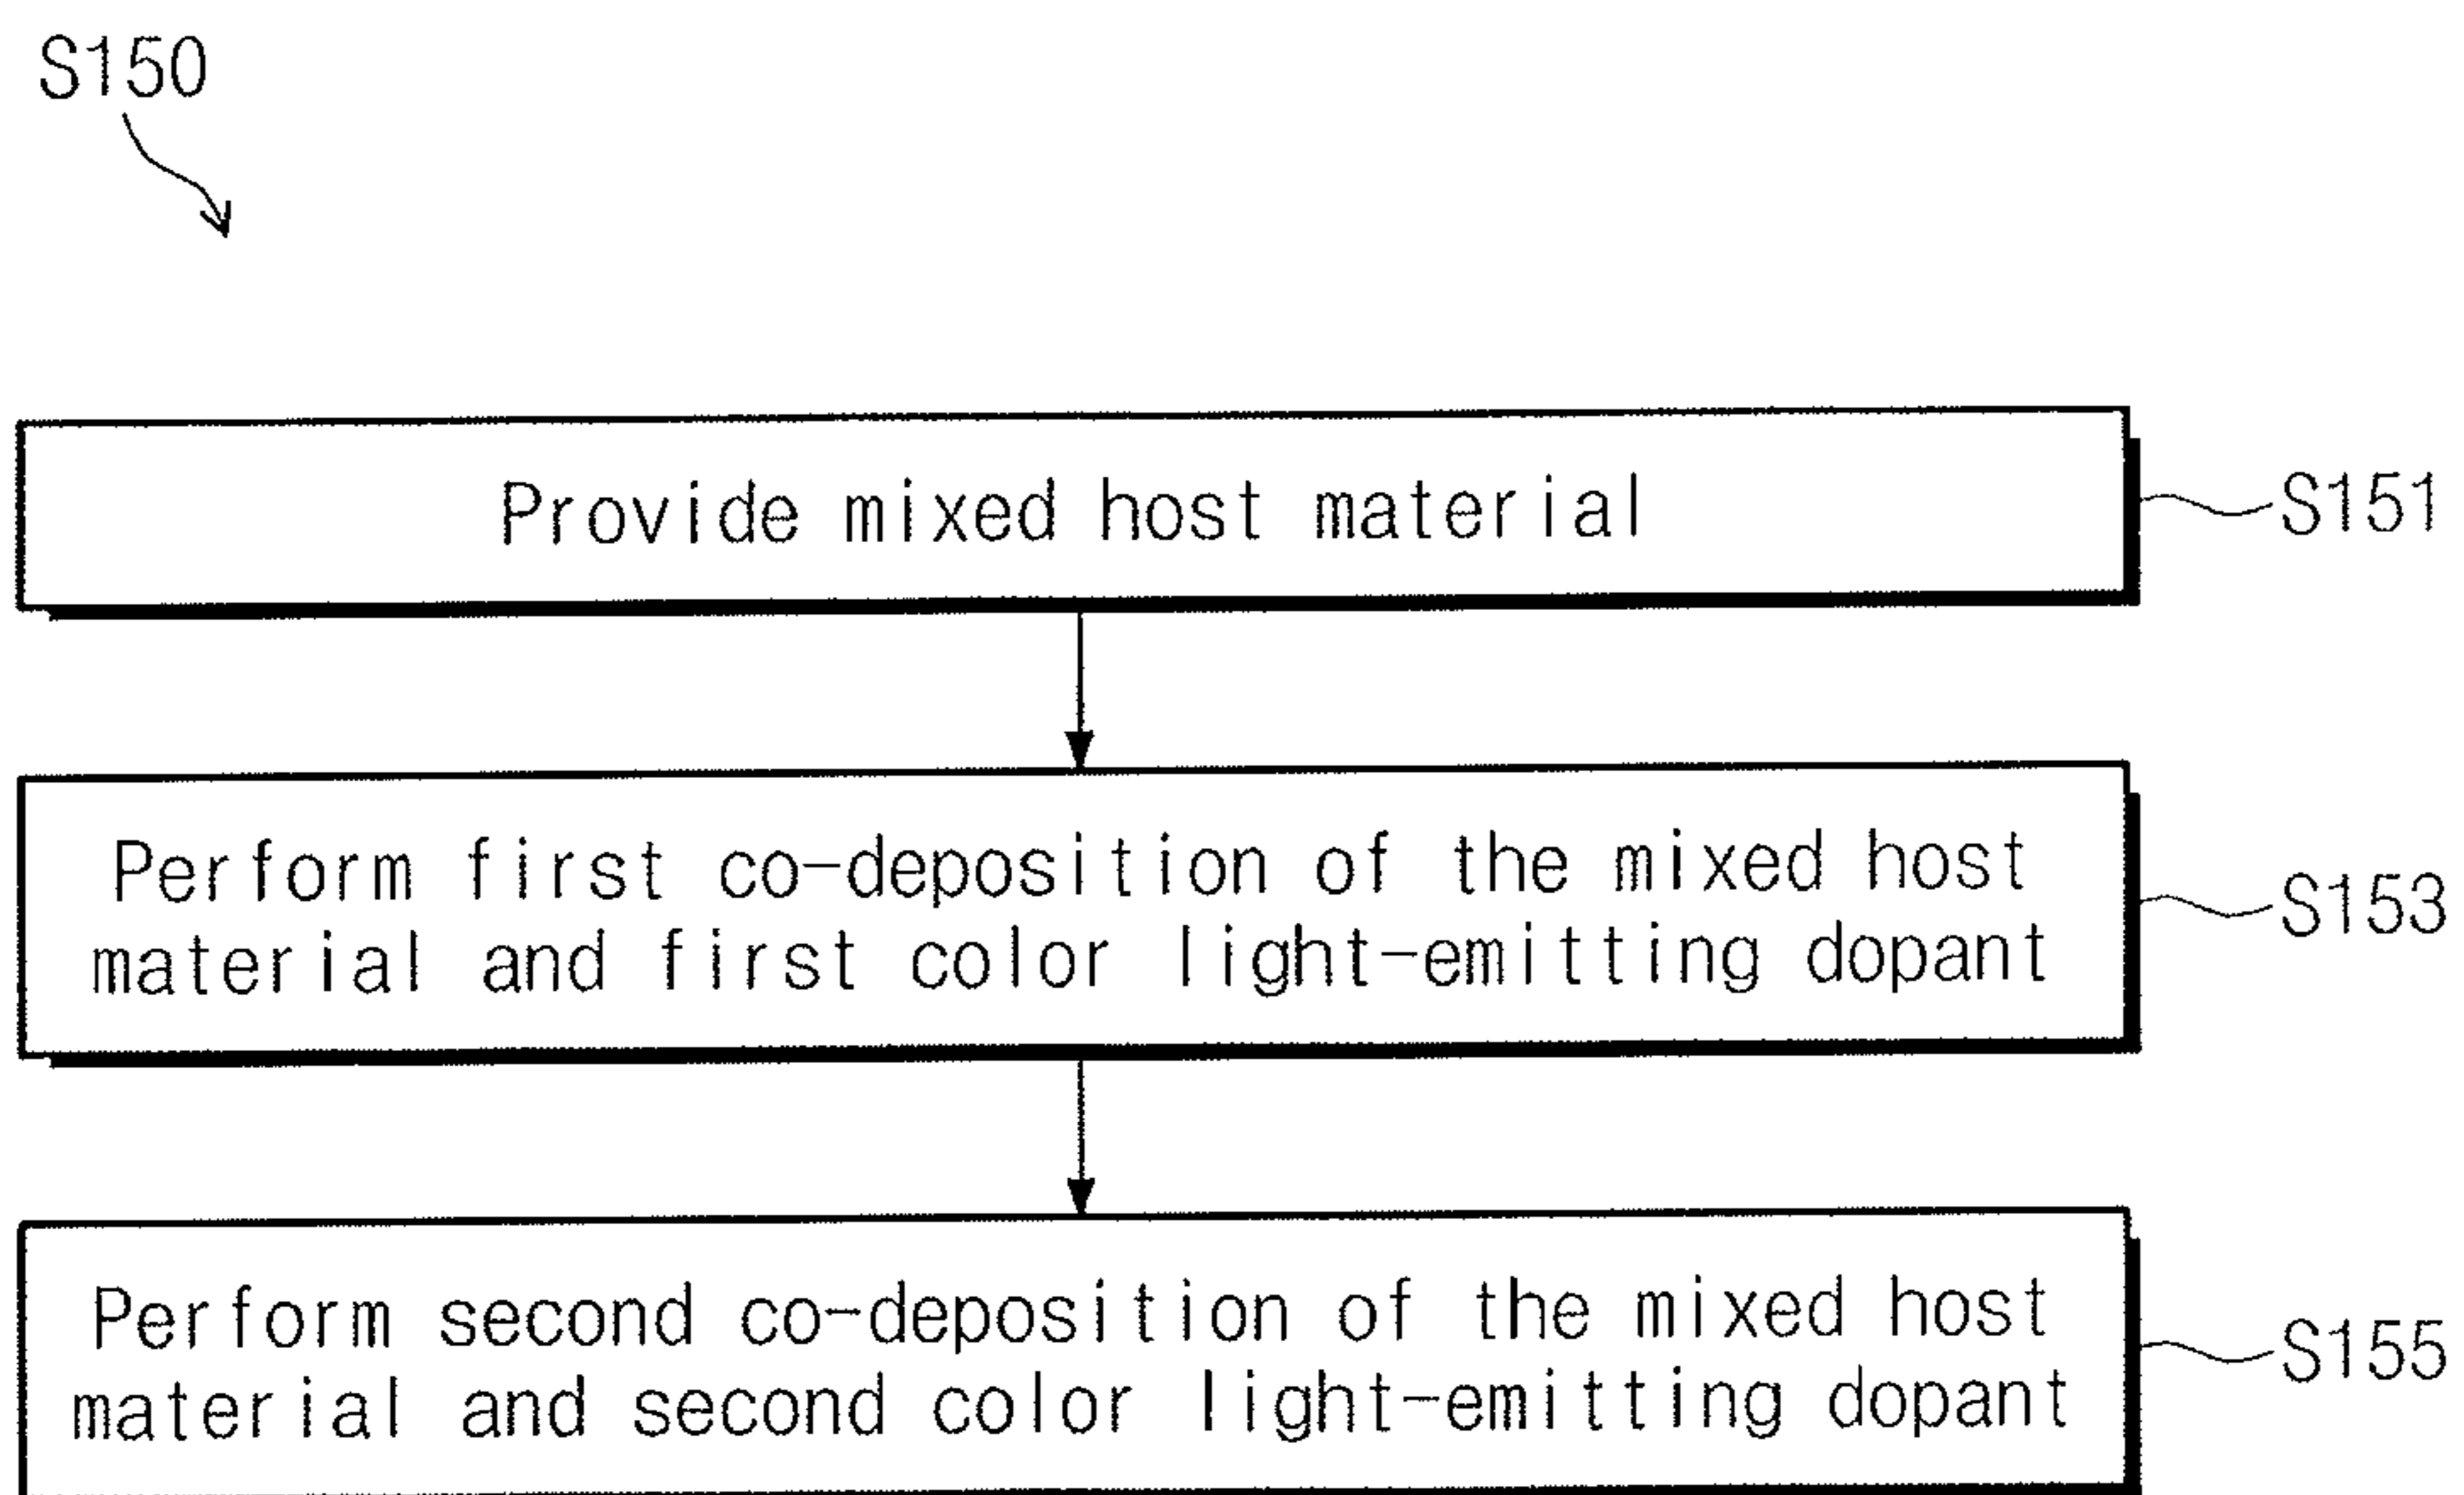 S150
Provide mixed host material
S151
Perform first co-deposition of the mixed host
material and first color light-emitting dopant
S153
Perform second co-deposition of the mixed host
material and second color light-emitting dopant
S155